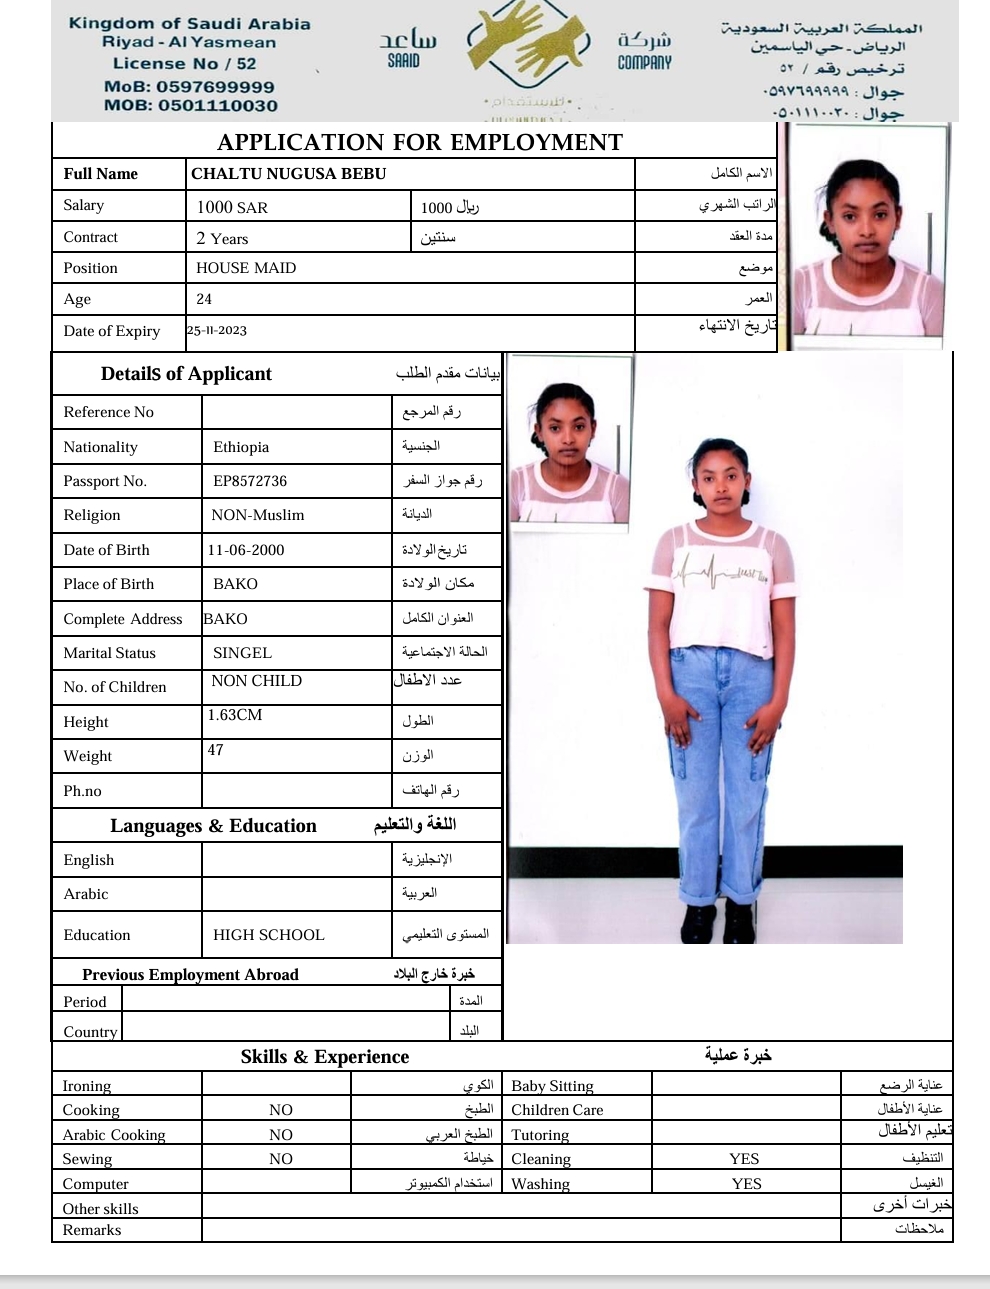 Kingdom of Saudi Arabia
Riyad - Al Yasmean
License No / 52
MoB: 0597699999
MOB: 0501110030
ساعد
SAAID
شركة
COMPANY
للاستقدام
المملكة العربية السعودية
الرياض - حي الياسمين
ترخيص رقم / ٥٢
جوال : ٠٥٩٧٦٩٩٩٩٩
جوال : ٠٥٠١١١٠٠٣٠
APPLICATION FOR EMPLOYMENT
Full Name CHALTU NUGUSA BEBU الاسم الكامل
Salary 1000 SAR 1000 ريال الراتب الشهري
Contract 2 Years سنتين مدة العقد
Position HOUSE MAID موضع
Age 24 العمر
Date of Expiry 25-11-2023 تاريخ الانتهاء
Details of Applicant بيانات مقدم الطلب
Reference No رقم المرجع
Nationality Ethiopia الجنسية
Passport No. EP8572736 رقم جواز السفر
Religion NON-Muslim الديانة
Date of Birth 11-06-2000 تاريخ الولادة
Place of Birth BAKO مكان الولادة
Complete Address BAKO العنوان الكامل
Marital Status SINGEL الحالة الاجتماعية
No. of Children NON CHILD عدد الاطفال
Height 1.63CM الطول
Weight 47 الوزن
Ph.no رقم الهاتف
Languages & Education اللغة والتعليم
English الإنجليزية
Arabic العربية
Education HIGH SCHOOL المستوى التعليمي
Previous Employment Abroad خبرة خارج البلاد
Period المدة
Country البلد
Skills & Experience خبرة عملية
Ironing الكوي Baby Sitting عناية الرضع
Cooking NO الطبخ Children Care عناية الأطفال
Arabic Cooking NO الطبخ العربي Tutoring تعليم الأطفال
Sewing NO خياطة Cleaning YES التنظيف
Computer استخدام الكمبيوتر Washing YES الغيسل
Other skills خبرات أخرى
Remarks ملاحظات